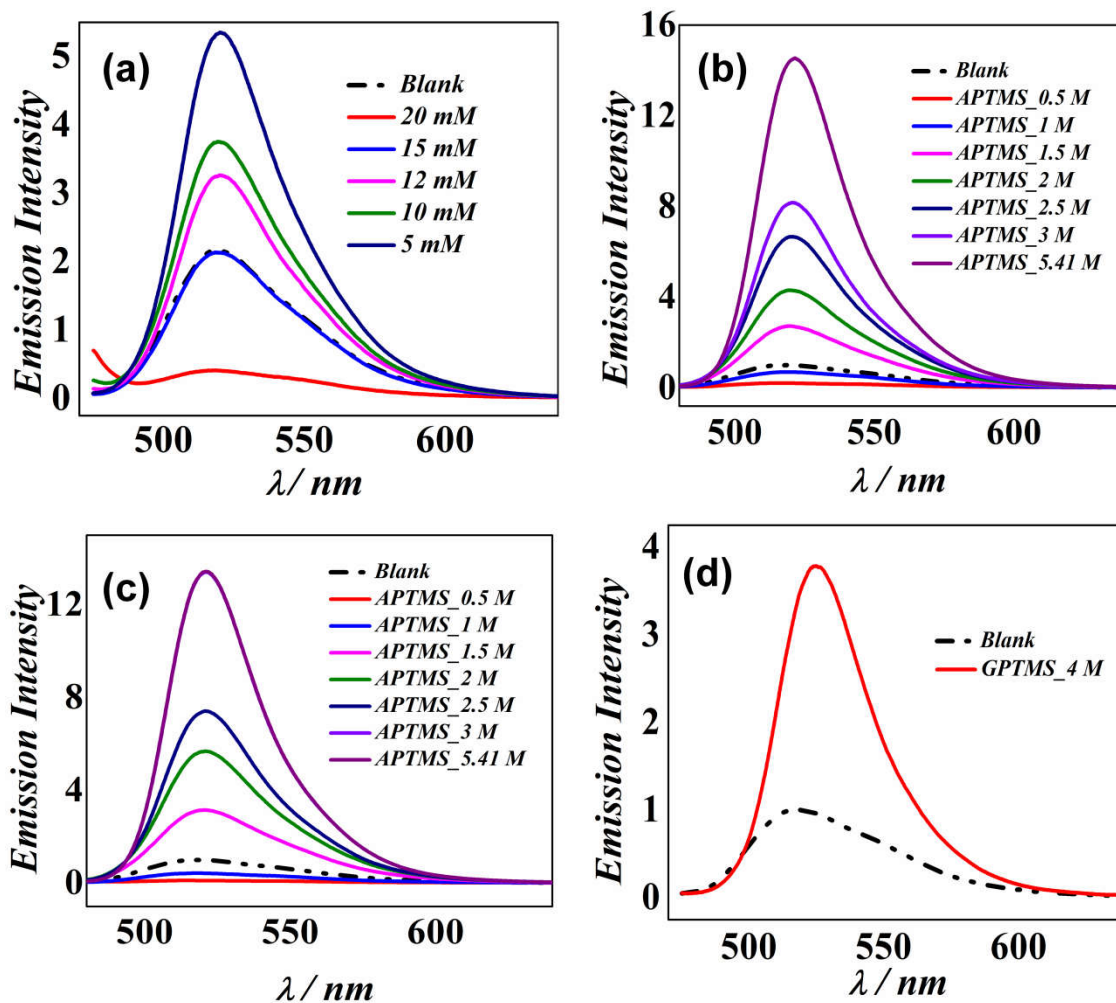 (a)
Emission Intensity
5
4
3
2
1
0
Blank
20 mM
15 mM
12 mM
10 mM
5 mM
500
550
600
λ / nm
(b)
Emission Intensity
16
12
8
4
0
Blank
APTMS_0.5 M
APTMS_1 M
APTMS_1.5 M
APTMS_2 M
APTMS_2.5 M
APTMS_3 M
APTMS_5.41 M
500
550
600
λ / nm
(c)
Emission Intensity
12
8
4
0
Blank
APTMS_0.5 M
APTMS_1 M
APTMS_1.5 M
APTMS_2 M
APTMS_2.5 M
APTMS_3 M
APTMS_5.41 M
500
550
600
λ / nm
(d)
Emission Intensity
4
3
2
1
0
Blank
GPTMS_4 M
500
550
600
λ / nm